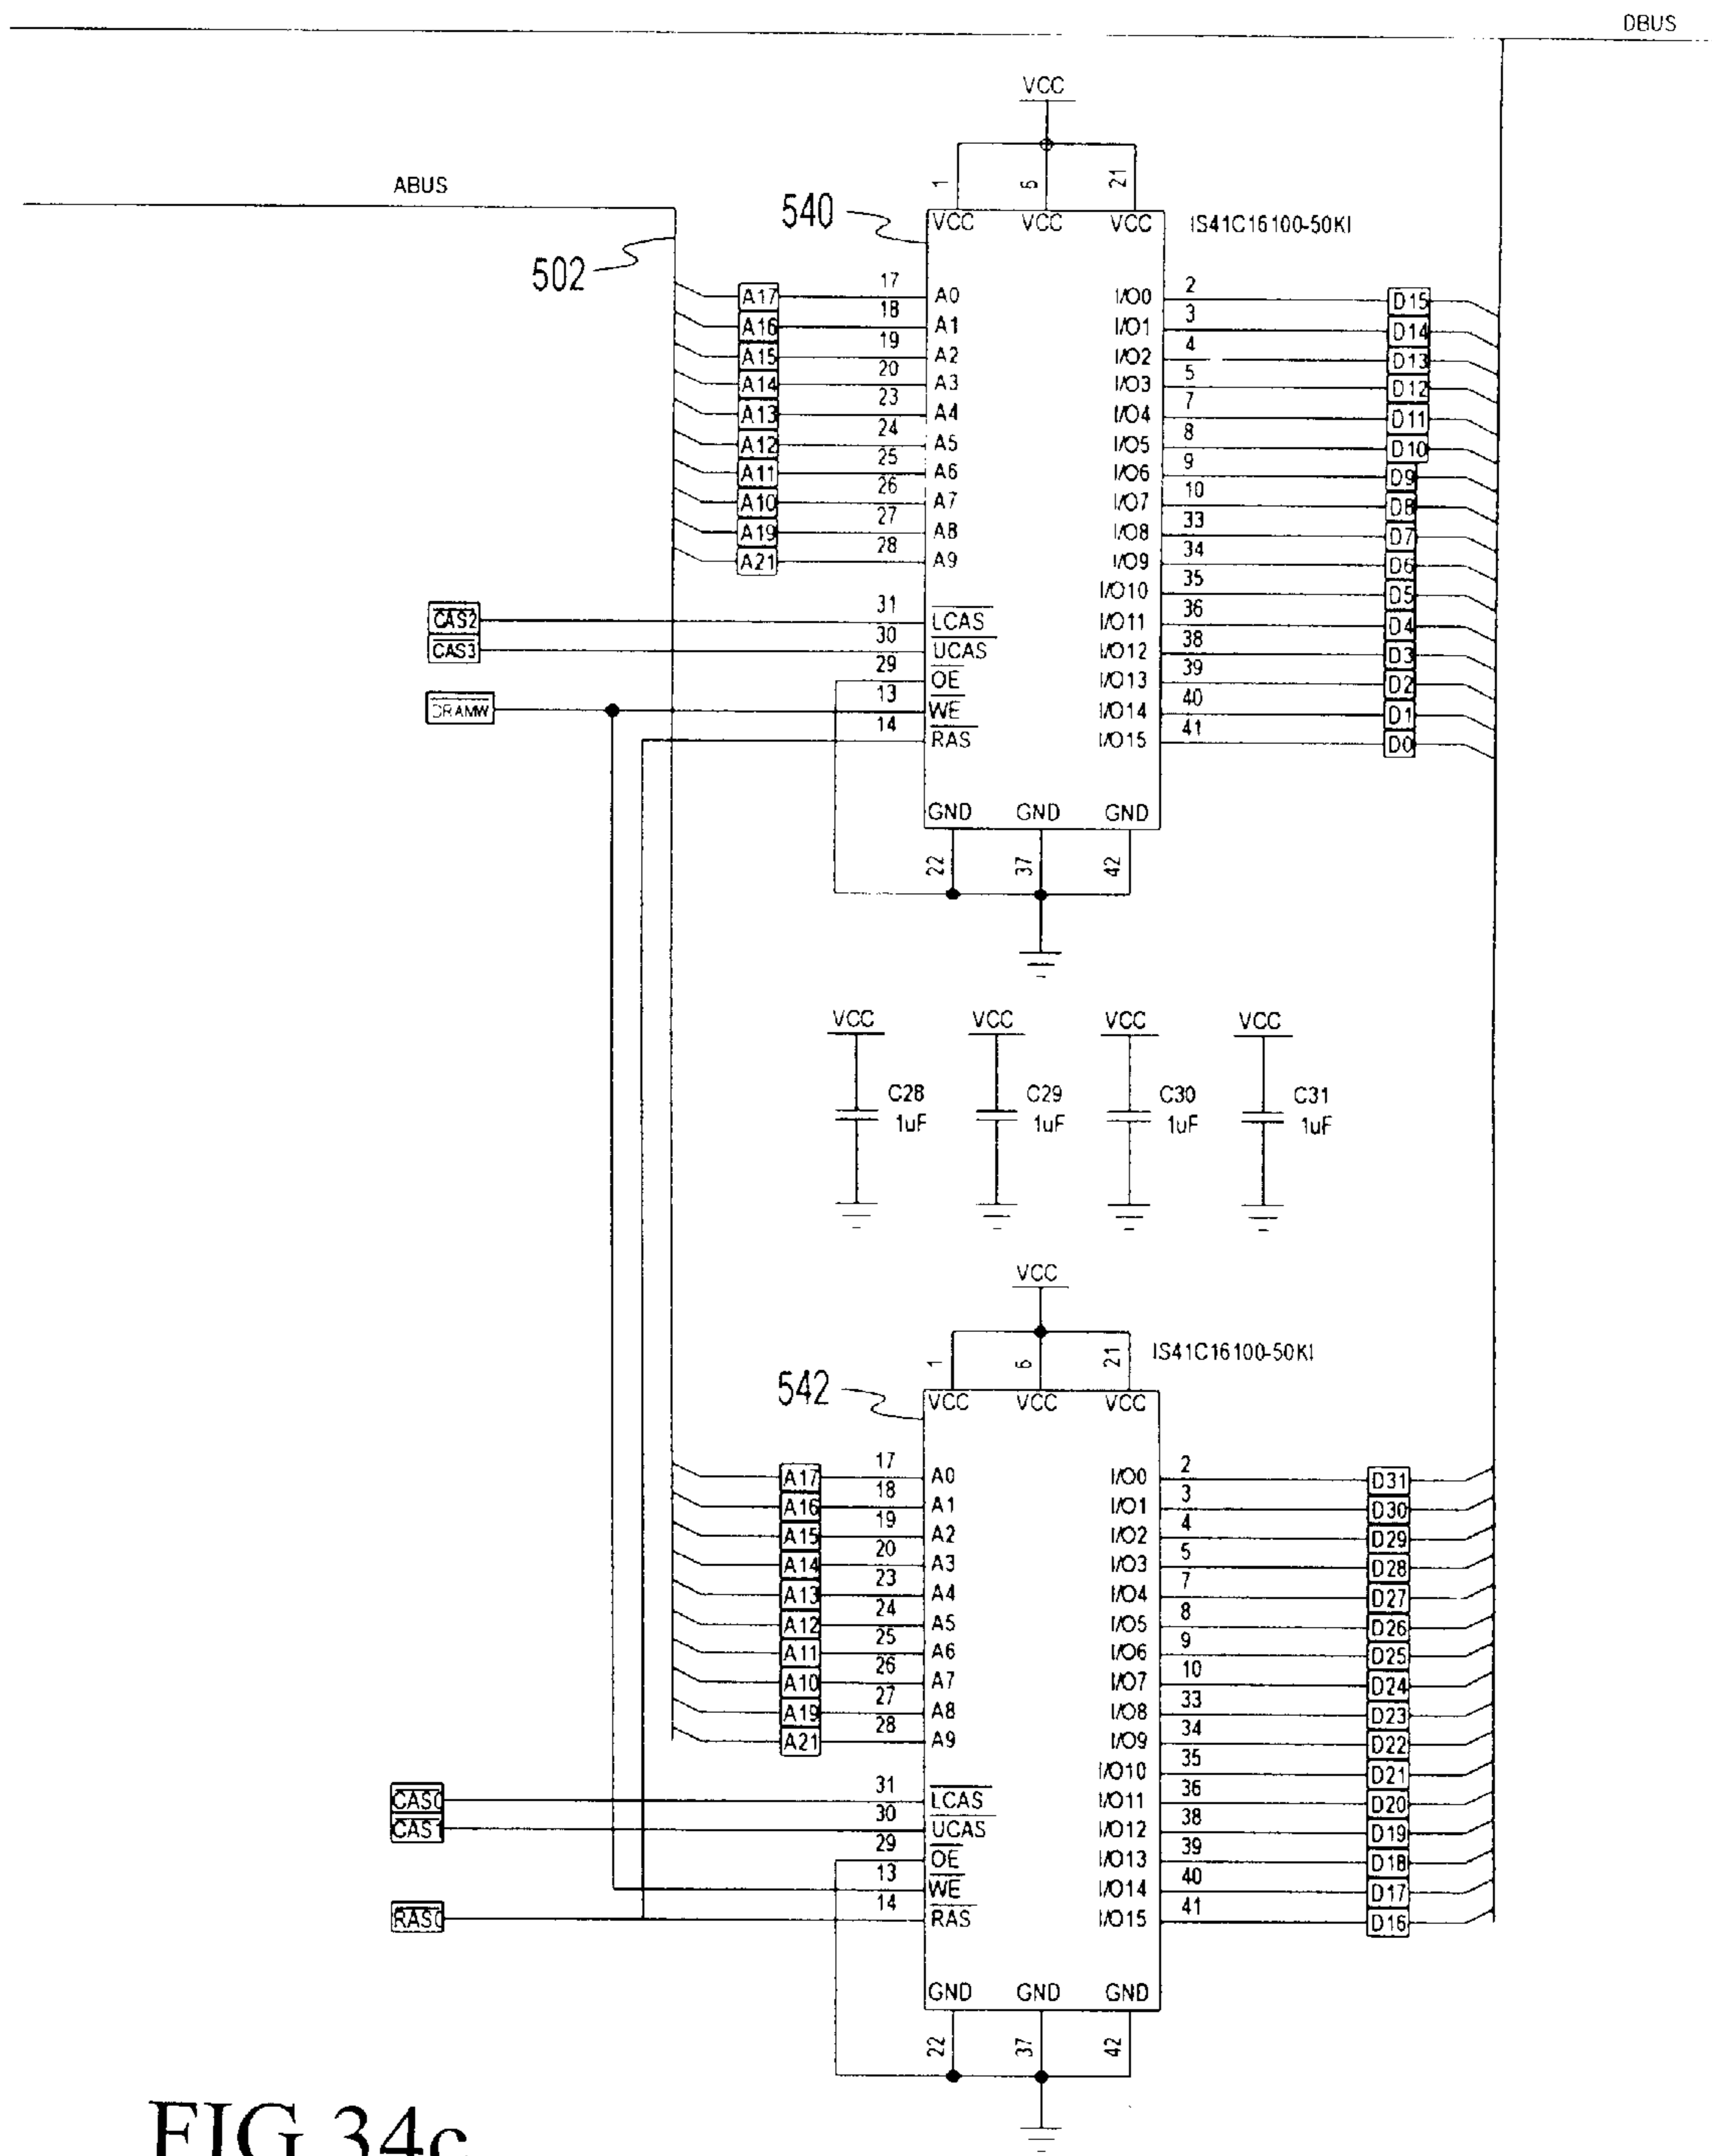 DBUS
VCC
ABUS
1 6 21
540
VCC VCC VCC
IS41C16100-50KI
502
A17 17 A0 I/O0 2 D15
A16 18 A1 I/O1 3 D14
A15 19 A2 I/O2 4 D13
A14 20 A3 I/O3 5 D12
A13 23 A4 I/O4 7 D11
A12 24 A5 I/O5 8 D10
A11 25 A6 I/O6 9 D9
A10 26 A7 I/O7 10 D8
A19 27 A8 I/O8 33 D7
A21 28 A9 I/O9 34 D6
I/O10 35 D5
CAS2 31 LCAS I/O11 36 D4
CAS3 30 UCAS I/O12 38 D3
29 OE I/O13 39 D2
DRAMW 13 WE I/O14 40 D1
14 RAS I/O15 41 D0
GND GND GND
22 37 42
VCC VCC VCC VCC
C28 C29 C30 C31
1uF 1uF 1uF 1uF
VCC
1 6 21
IS41C16100-50KI
542
VCC VCC VCC
A17 17 A0 I/O0 2 D31
A16 18 A1 I/O1 3 D30
A15 19 A2 I/O2 4 D29
A14 20 A3 I/O3 5 D28
A13 23 A4 I/O4 7 D27
A12 24 A5 I/O5 8 D26
A11 25 A6 I/O6 9 D25
A10 26 A7 I/O7 10 D24
A19 27 A8 I/O8 33 D23
A21 28 A9 I/O9 34 D22
I/O10 35 D21
CAS0 31 LCAS I/O11 36 D20
CAS1 30 UCAS I/O12 38 D19
29 OE I/O13 39 D18
13 WE I/O14 40 D17
RAS0 14 RAS I/O15 41 D16
GND GND GND
22 37 42
FIG 34c